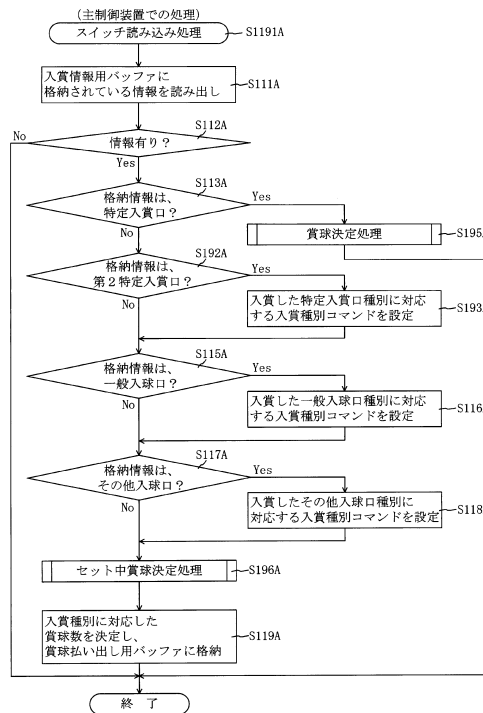 (主制御装置での処理)
スイッチ読み込み処理
S1191A
入賞情報用バッファに
格納されている情報を読み出し
S111A
情報有り?
S112A
No
Yes
格納情報は、
特定入賞口?
S113A
Yes
No
賞球決定処理
S195
格納情報は、
第2特定入賞口?
S192A
Yes
No
入賞した特定入賞口種別に対応
する入賞種別コマンドを設定
S193
格納情報は、
一般入球口?
S115A
Yes
No
入賞した一般入球口種別に対応
する入賞種別コマンドを設定
S116
格納情報は、
その他入球口?
S117A
Yes
No
入賞したその他入球口種別に
対応する入賞種別コマンドを設定
S118
セット中賞球決定処理
S196A
入賞種別に対応した
賞球数を決定し、
賞球払い出し用バッファに格納
S119A
終 了